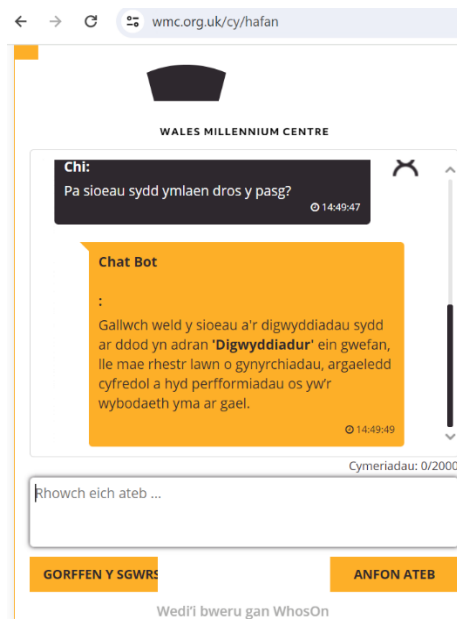 wmc.org.uk/cy/hafan
WALES MILLENNIUM CENTRE
Chi:
Pa sioeau sydd ymlaen dros y pasg?
14:49:47
Chat Bot
:
Gallwch weld y sioeau a'r digwyddiadau sydd
ar ddod yn adran 'Digwyddiadur' ein gwefan,
lle mae rhestr lawn o gynyrchiadau, argaeledd
cyfredol a hyd perfformiadau os yw'r
wybodaeth yma ar gael.
14:49:49
Cymeriadau: 0/2000
Rhowch eich ateb ...
GORFFEN Y SGWRS
ANFON ATEB
Wedi'i bweru gan WhosOn